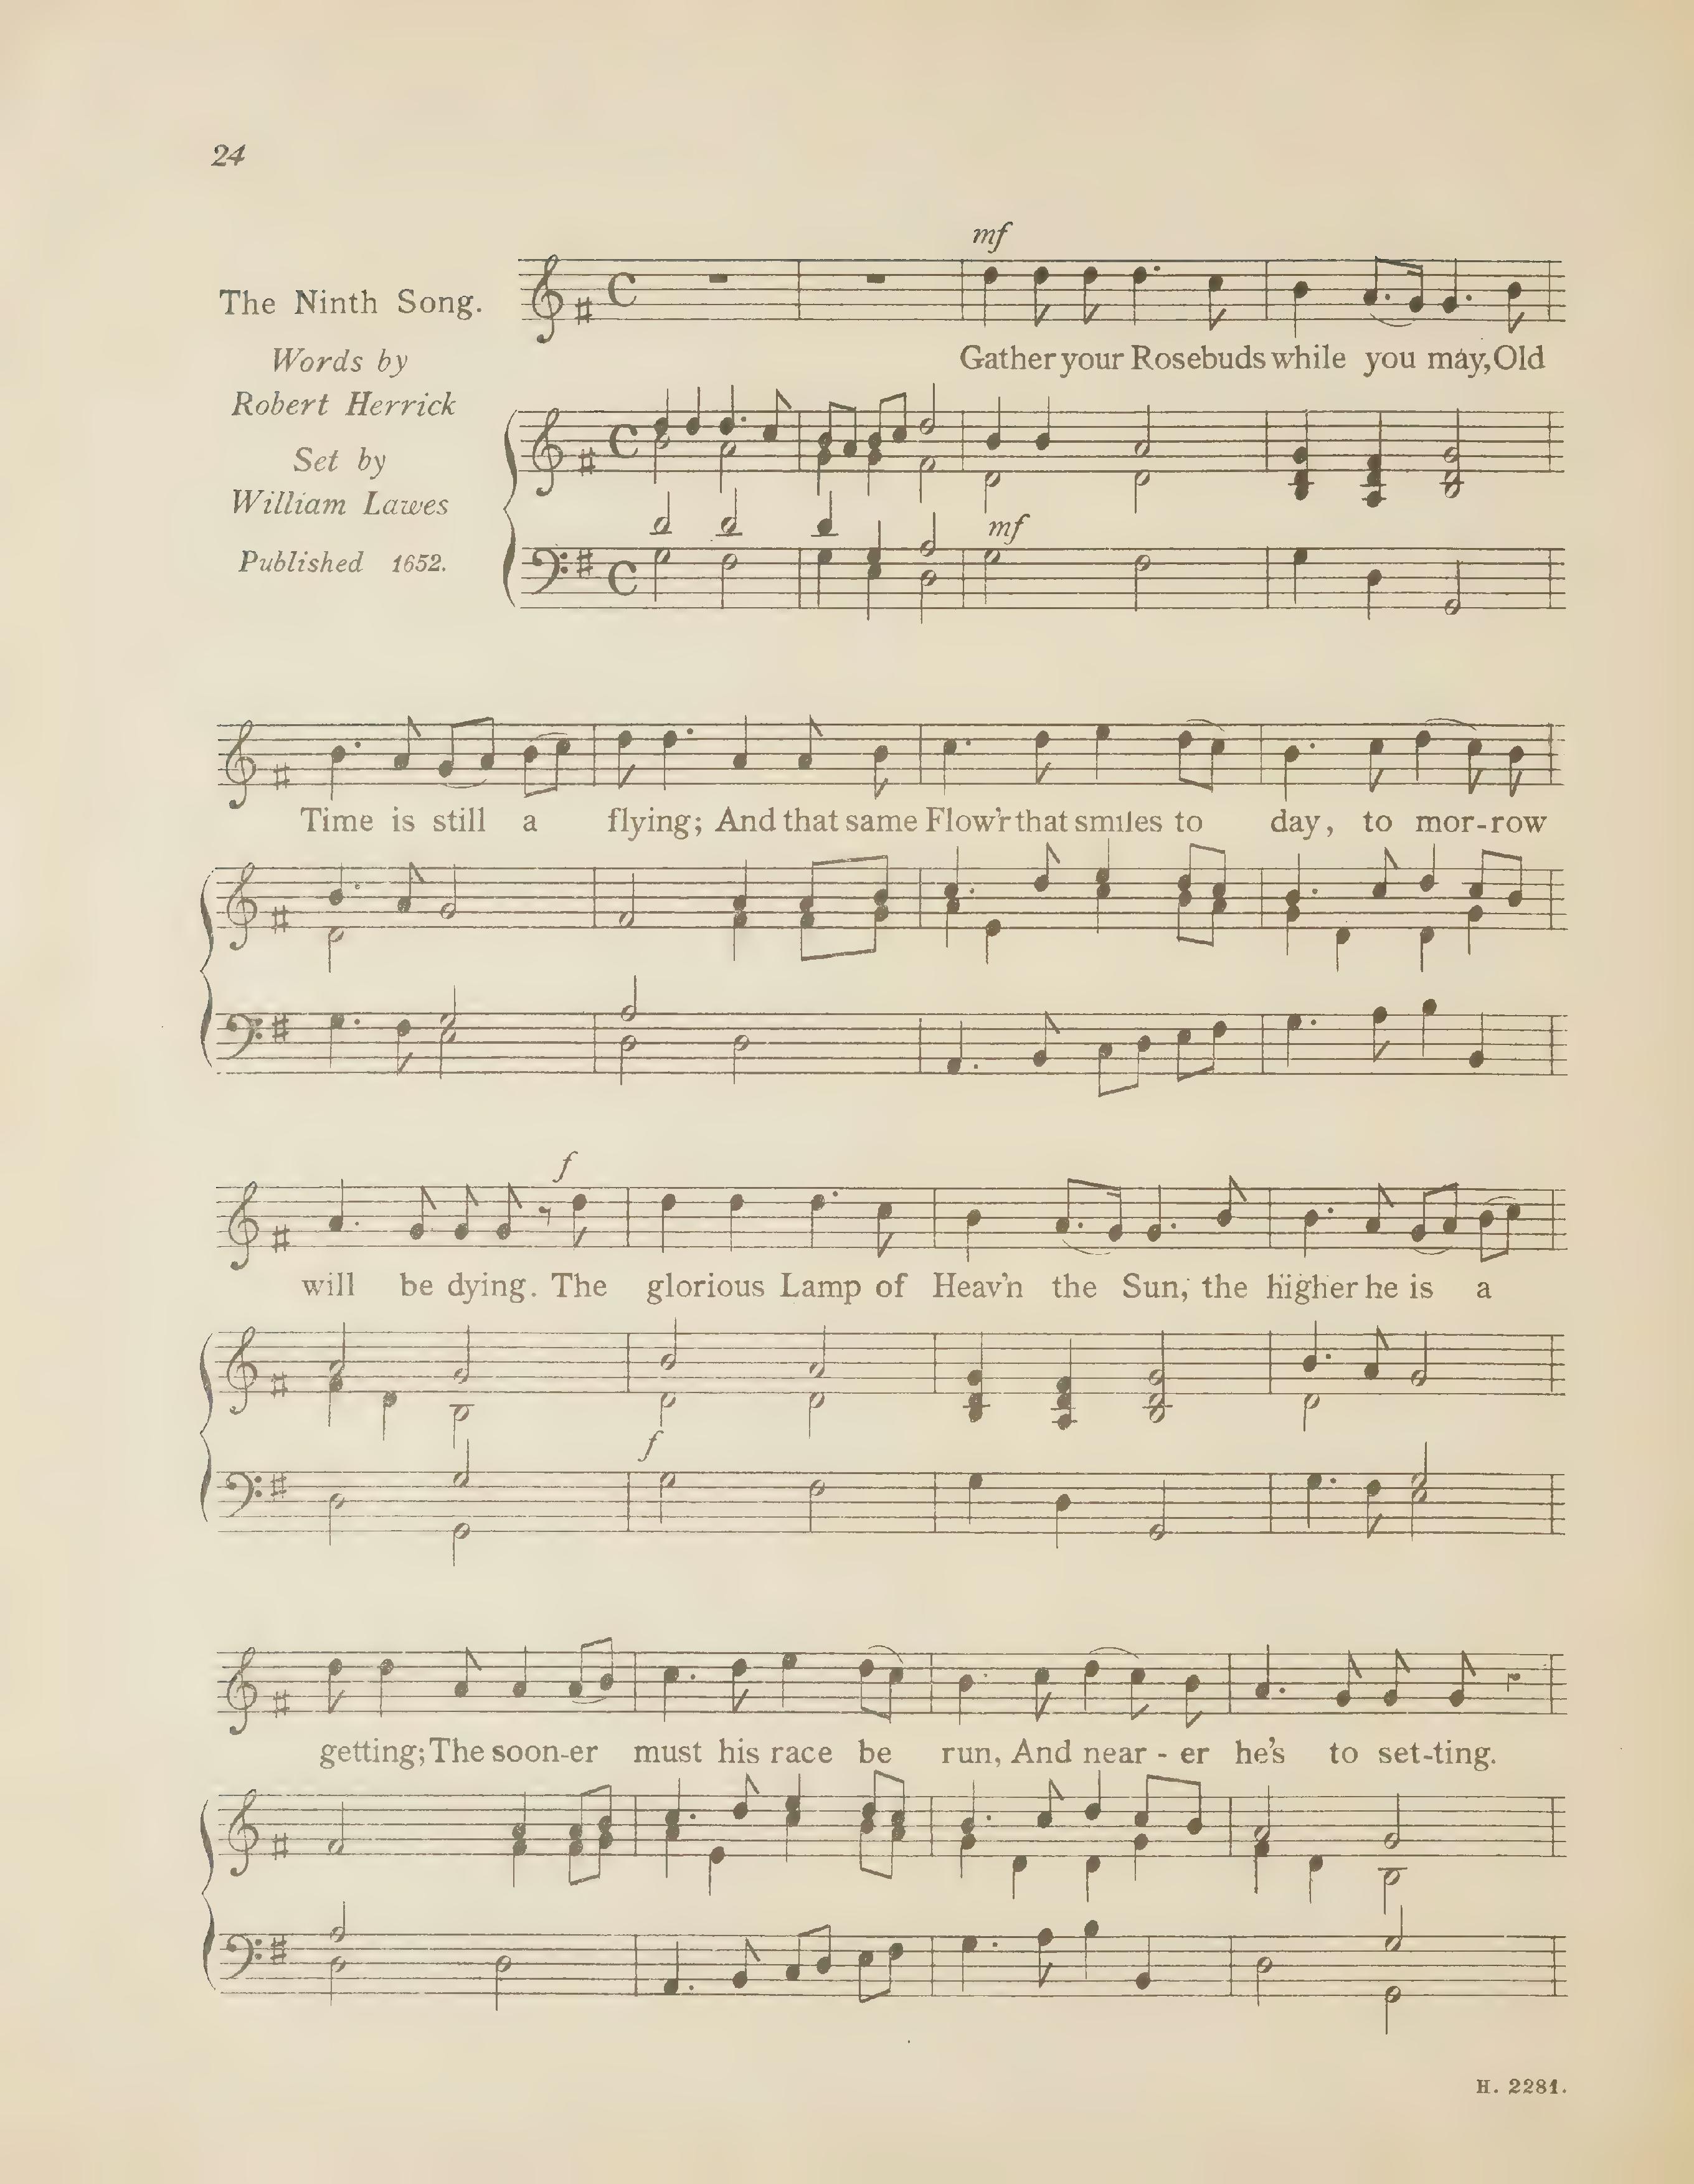 24
The Ninth Song.
Words by
Robert Herrick
Set by
William Lawes
Published 1652.
mf
Gather your Rosebuds while you may, Old
mf
Time is still a flying; And that same Flow'r that smiles to day, to mor-row
f
will be dying. The glorious Lamp of Heav'n the Sun, the higher he is a
f
getting; The soon-er must his race be run, And near-er he's to set-ting.
H. 2281.